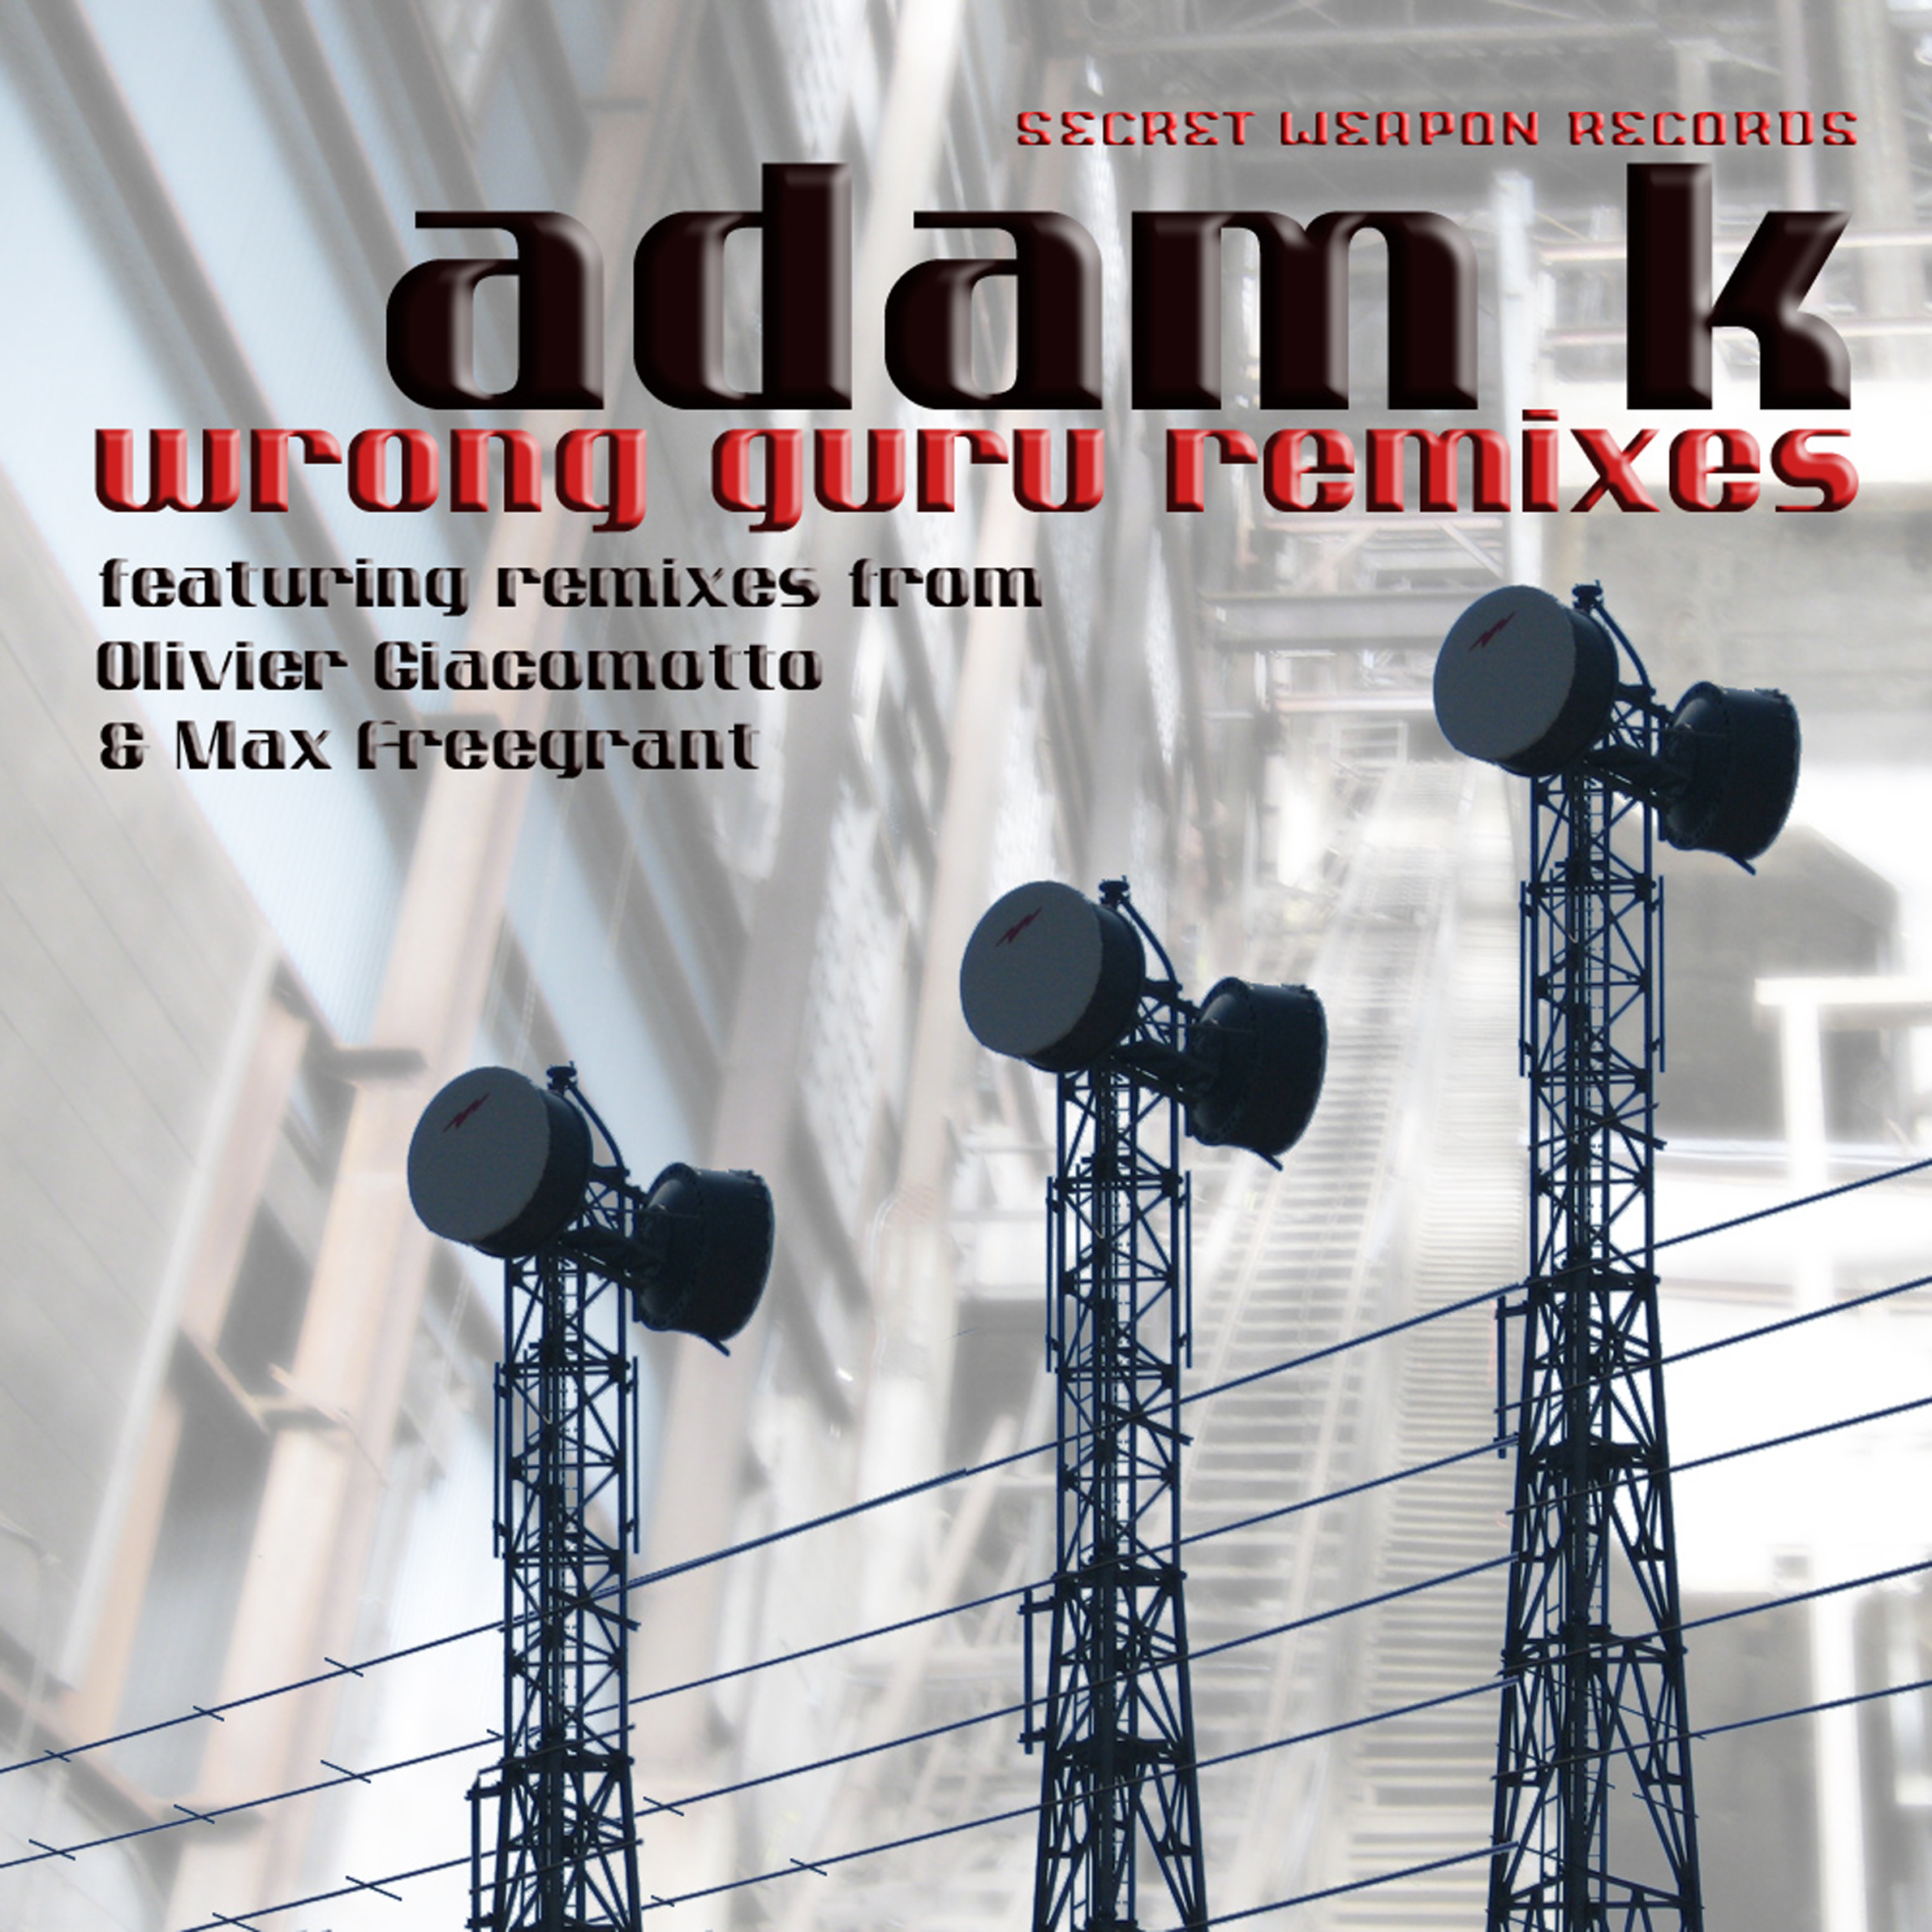 SECRET WEAPON RECORDS
adam k
wrong guru remixes
featuring remixes from
Olivier Giacomotto
& Max Freegrant